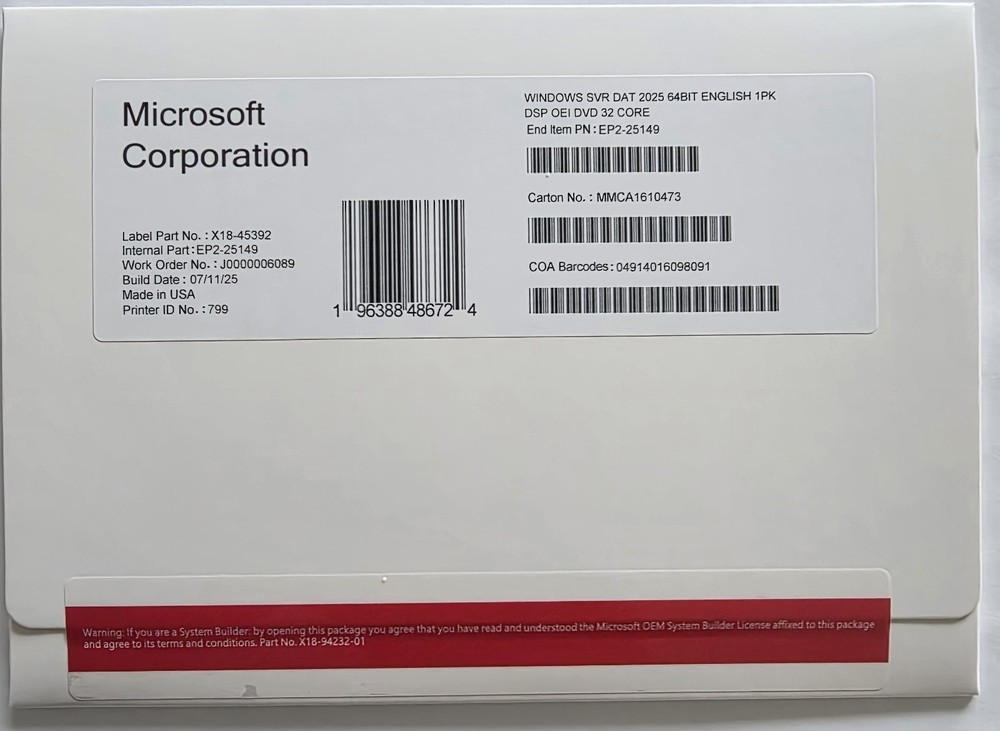 Microsoft
Corporation
Label Part No. : X18-45392
Internal Part:EP2-25149
Work Order No. : J0000006089
Build Date : 07/11/25
Made in USA
Printer ID No. : 799
1 96388 48672 4
WINDOWS SVR DAT 2025 64BIT ENGLISH 1PK
DSP OEI DVD 32 CORE
End Item PN : EP2-25149
Carton No. : MMCA1610473
COA Barcodes : 04914016098091
Warning: If you are a System Builder: by opening this package you agree that you have read and understood the Microsoft OEM System Builder License affixed to this package
and agree to its terms and conditions. Part No. X18-94232-01